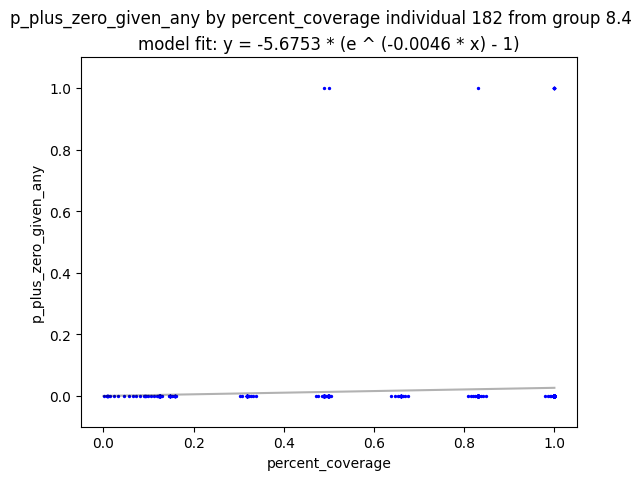 p_plus_zero_given_any by percent_coverage individual 182 from group 8.4
model fit: y = -5.6753 * (e ^ (-0.0046 * x) - 1)
1.0
0.8
0.6
0.4
0.2
0.0
p_plus_zero_given_any
0.0 0.2 0.4 0.6 0.8 1.0
percent_coverage